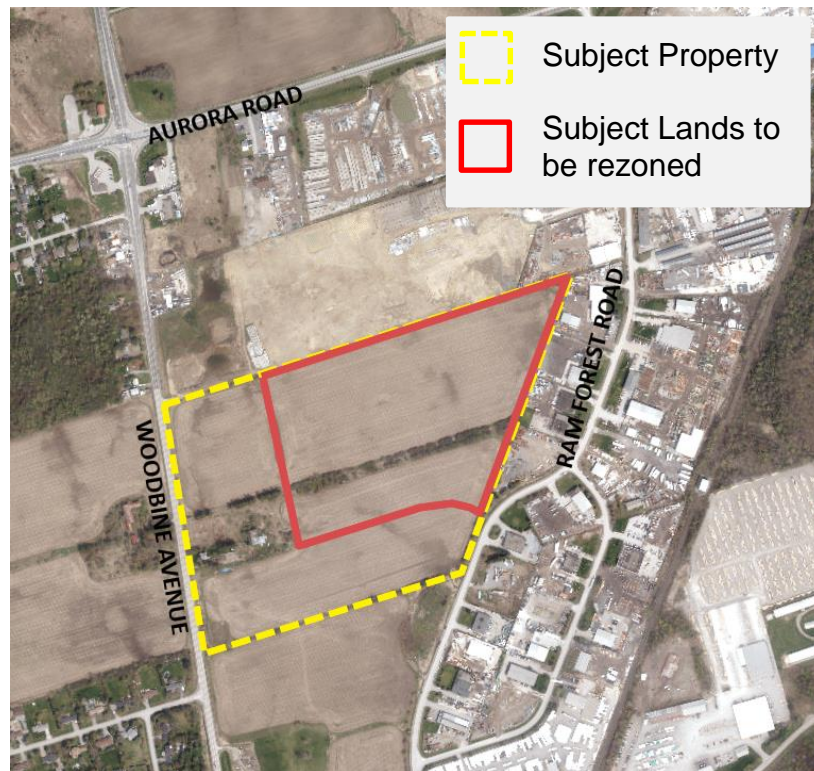 Subject Property
Subject Lands to
be rezoned
AURORA ROAD
RAM FOREST ROAD
WOODBINE AVENUE